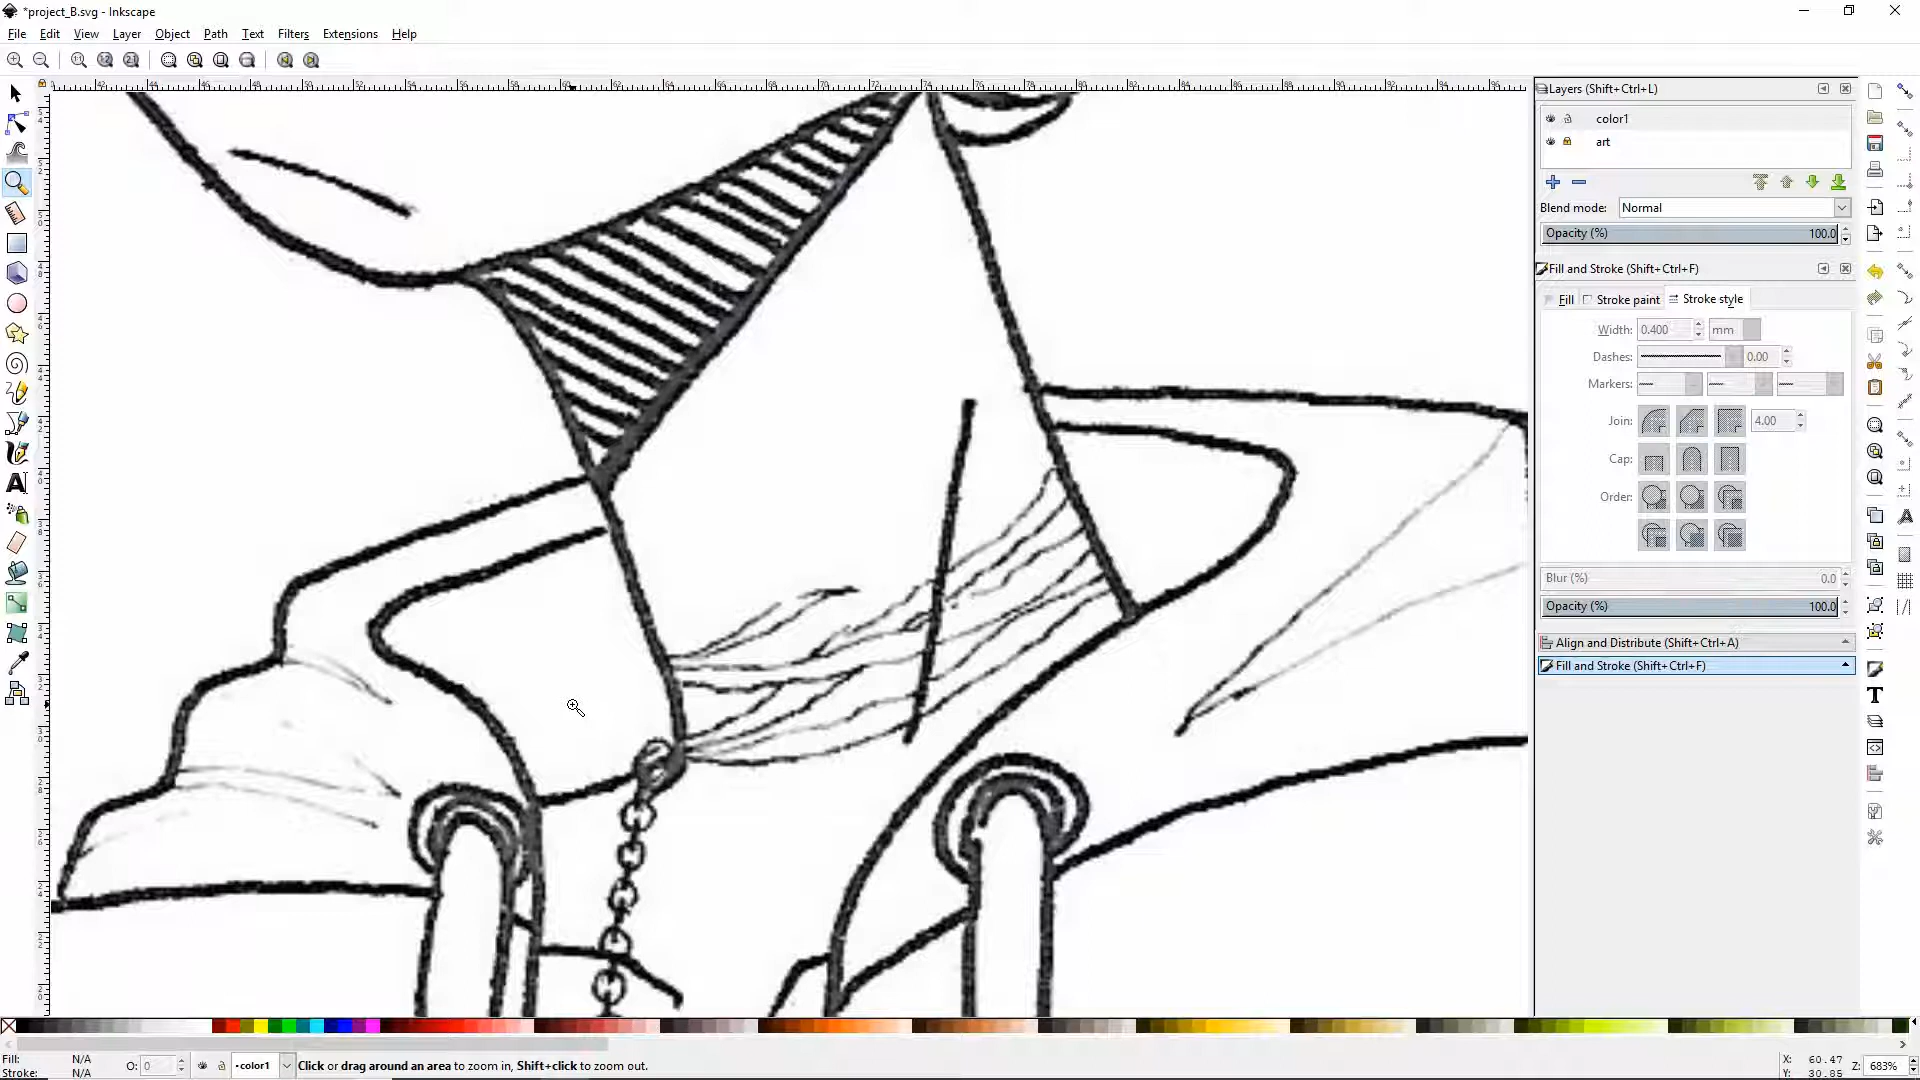 *project_B.svg - Inkscape
File Edit View Layer Object Path Text Filters Extensions Help
Layers (Shift+Ctrl+L)
color1
art
Blend mode: Normal
Opacity (%) 100.0
Fill and Stroke (Shift+Ctrl+F)
Fill Stroke paint Stroke style
Width: 0.400 mm
Dashes: 0.00
Markers:
Join: 4.00
Cap:
Order:
Blur (%) 0.0
Opacity (%) 100.0
Align and Distribute (Shift+Ctrl+A)
Fill and Stroke (Shift+Ctrl+F)
Fill: N/A
Stroke: N/A
O: 0
•color1
Click or drag around an area to zoom in, Shift+click to zoom out.
X: 60.47
Y: 30.85
Z: 683%